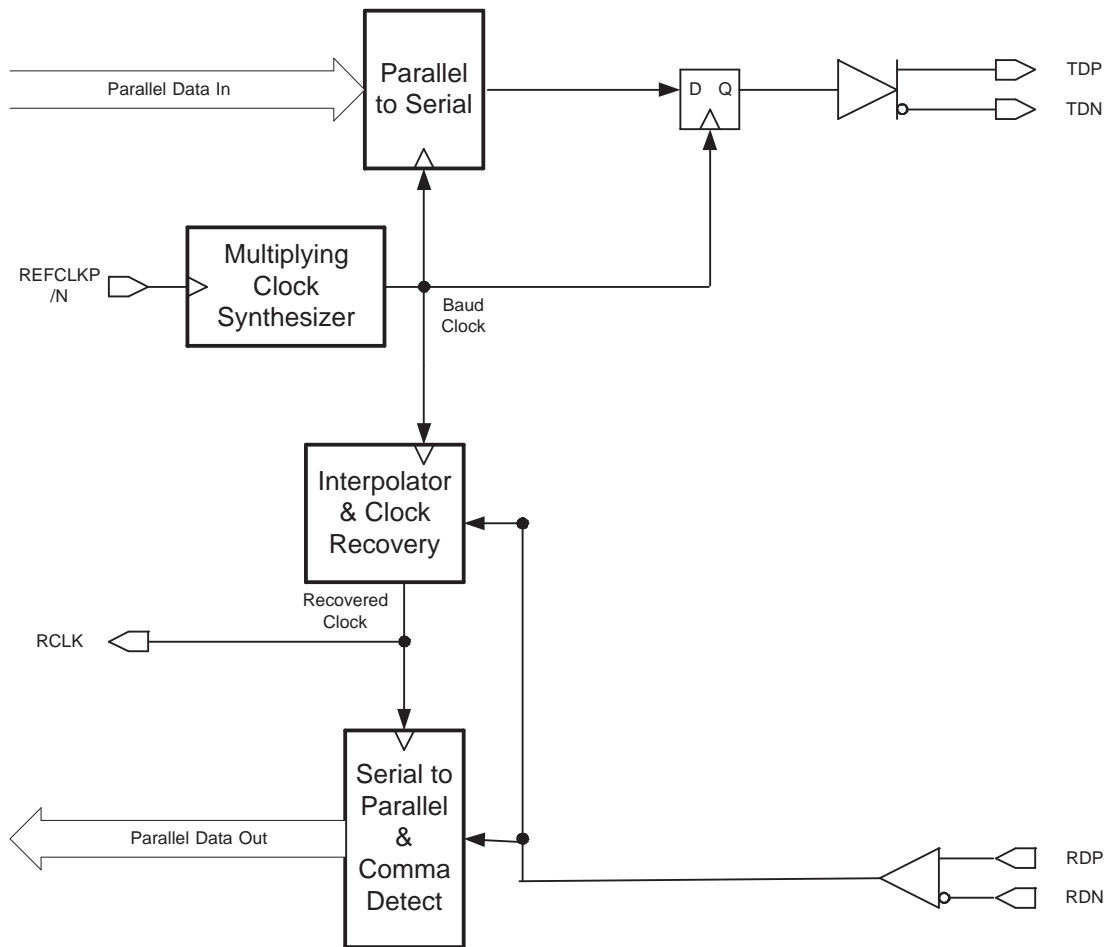 Parallel Data In
Parallel
to Serial
D Q
TDP
TDN
REFCLKP
/N
Multiplying
Clock
Synthesizer
Baud
Clock
Interpolator
& Clock
Recovery
Recovered
Clock
RCLK
Serial to
Parallel
&
Comma
Detect
Parallel Data Out
RDP
RDN